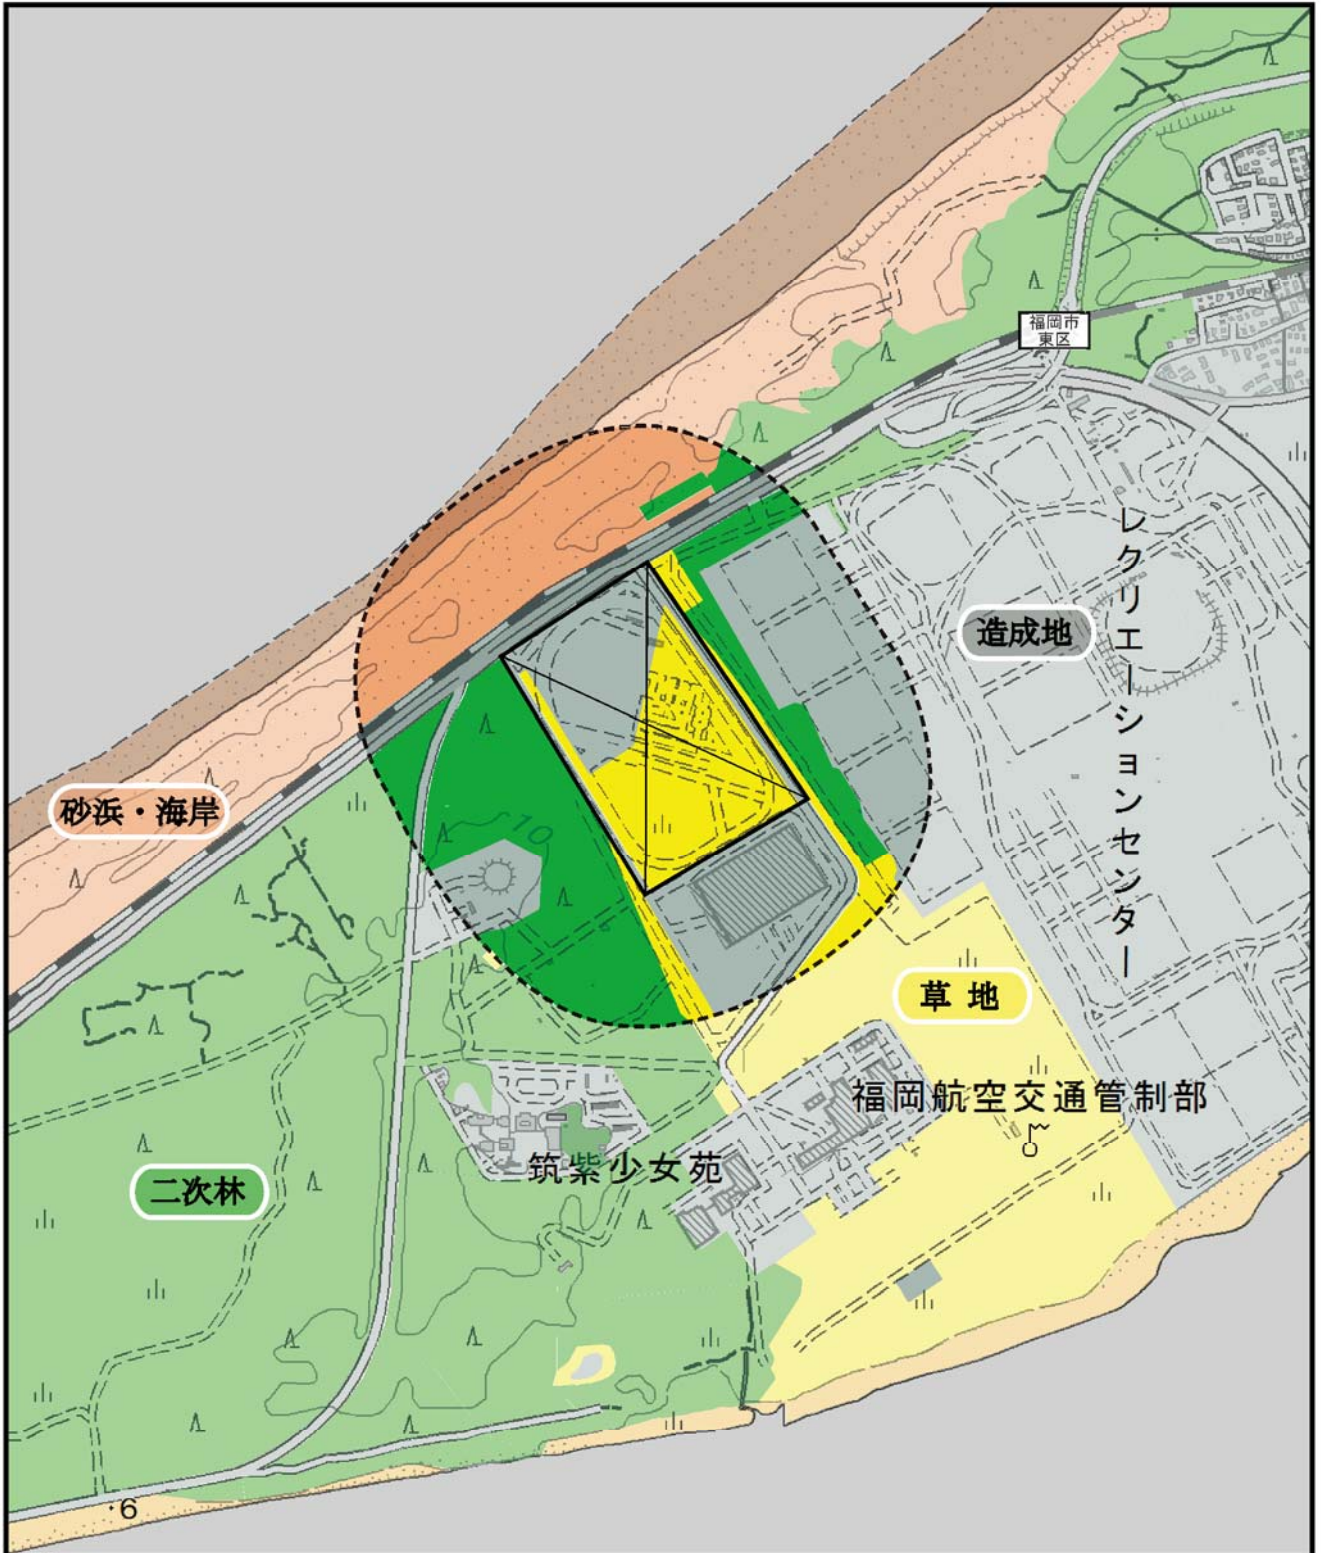 福岡市
東区
レクリエーションセンター
造成地
砂浜・海岸
10
草 地
福岡航空交通管制部
筑紫少女苑
二次林
・6